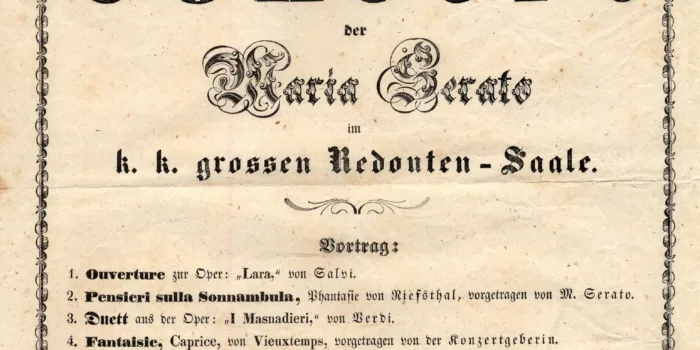 der
Maria Serato
im
k. k. grossen Redouten-Saale.
Vortrag:
1. Ouverture zur Oper: „Lara,“ von Salvi.
2. Pensieri sulla Sonnambula, Phantasie von Riefsthal, vorgetragen von M. Serato.
3. Duett aus der Oper: „I Masnadieri,“ von Verdi.
4. Fantaisie, Caprice, von Vieuxtemps, vorgetragen von der Konzertgeberin.